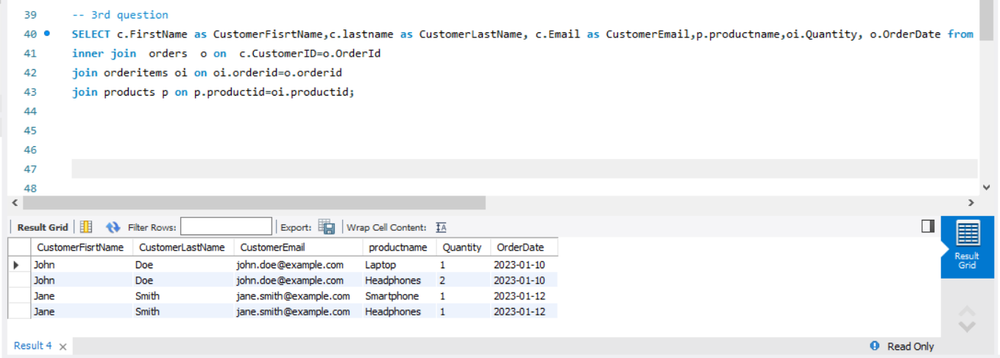 39 -- 3rd question
40 SELECT c.FirstName as CustomerFisrtName,c.lastname as CustomerLastName, c.Email as CustomerEmail,p.productname,oi.Quantity, o.OrderDate from
41 inner join orders o on c.CustomerID=o.OrderId
42 join orderitems oi on oi.orderid=o.orderid
43 join products p on p.productid=oi.productid;
44
45
46
47
48
Result Grid Filter Rows: Export: Wrap Cell Content: IA
CustomerFisrtName CustomerLastName CustomerEmail productname Quantity OrderDate
John Doe john.doe@example.com Laptop 1 2023-01-10
John Doe john.doe@example.com Headphones 2 2023-01-10
Jane Smith jane.smith@example.com Smartphone 1 2023-01-12
Jane Smith jane.smith@example.com Headphones 1 2023-01-12
Result
Grid
Result 4 × Read Only